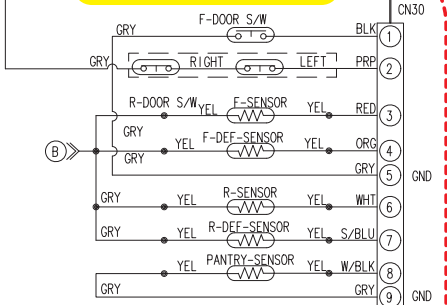 CN30
F-DOOR S/W
GRY BLK 1
GRY RIGHT LEFT PRP 2
R-DOOR S/W YEL F-SENSOR YEL RED 3
GRY
B YEL F-DEF-SENSOR YEL ORG 4
GRY
GRY 5 GND
GRY YEL R-SENSOR YEL WHT 6
GRY YEL R-DEF-SENSOR YEL S/BLU 7
YEL PANTRY-SENSOR YEL W/BLK 8
GRY GRY 9 GND